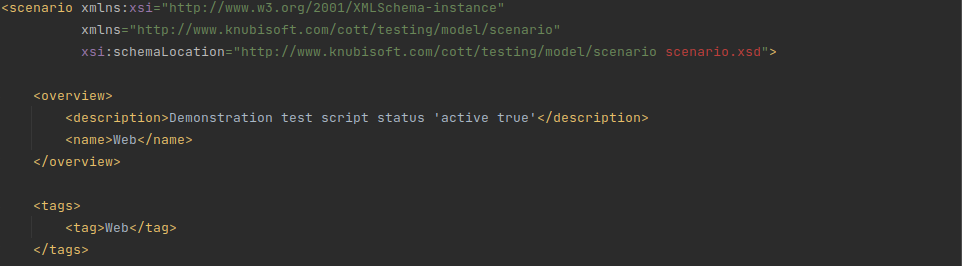 <scenario xmlns:xsi="http://www.w3.org/2001/XMLSchema-instance"
xmlns="http://www.knubisoft.com/cott/testing/model/scenario"
xsi:schemaLocation="http://www.knubisoft.com/cott/testing/model/scenario scenario.xsd">
<overview>
<description>Demonstration test script status 'active true'</description>
<name>Web</name>
</overview>
<tags>
<tag>Web</tag>
</tags>